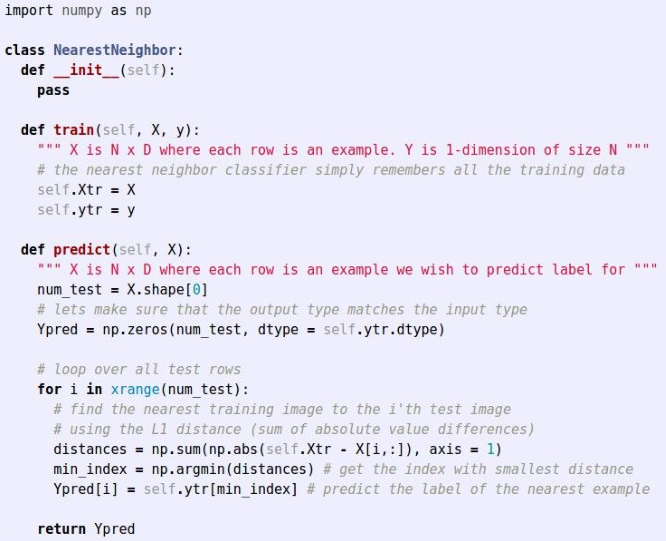 import numpy as np

class NearestNeighbor:
  def __init__(self):
    pass

  def train(self, X, y):
    """ X is N x D where each row is an example. Y is 1-dimension of size N """
    # the nearest neighbor classifier simply remembers all the training data
    self.Xtr = X
    self.ytr = y

  def predict(self, X):
    """ X is N x D where each row is an example we wish to predict label for """
    num_test = X.shape[0]
    # lets make sure that the output type matches the input type
    Ypred = np.zeros(num_test, dtype = self.ytr.dtype)

    # loop over all test rows
    for i in xrange(num_test):
      # find the nearest training image to the i'th test image
      # using the L1 distance (sum of absolute value differences)
      distances = np.sum(np.abs(self.Xtr - X[i,:]), axis = 1)
      min_index = np.argmin(distances) # get the index with smallest distance
      Ypred[i] = self.ytr[min_index] # predict the label of the nearest example

    return Ypred